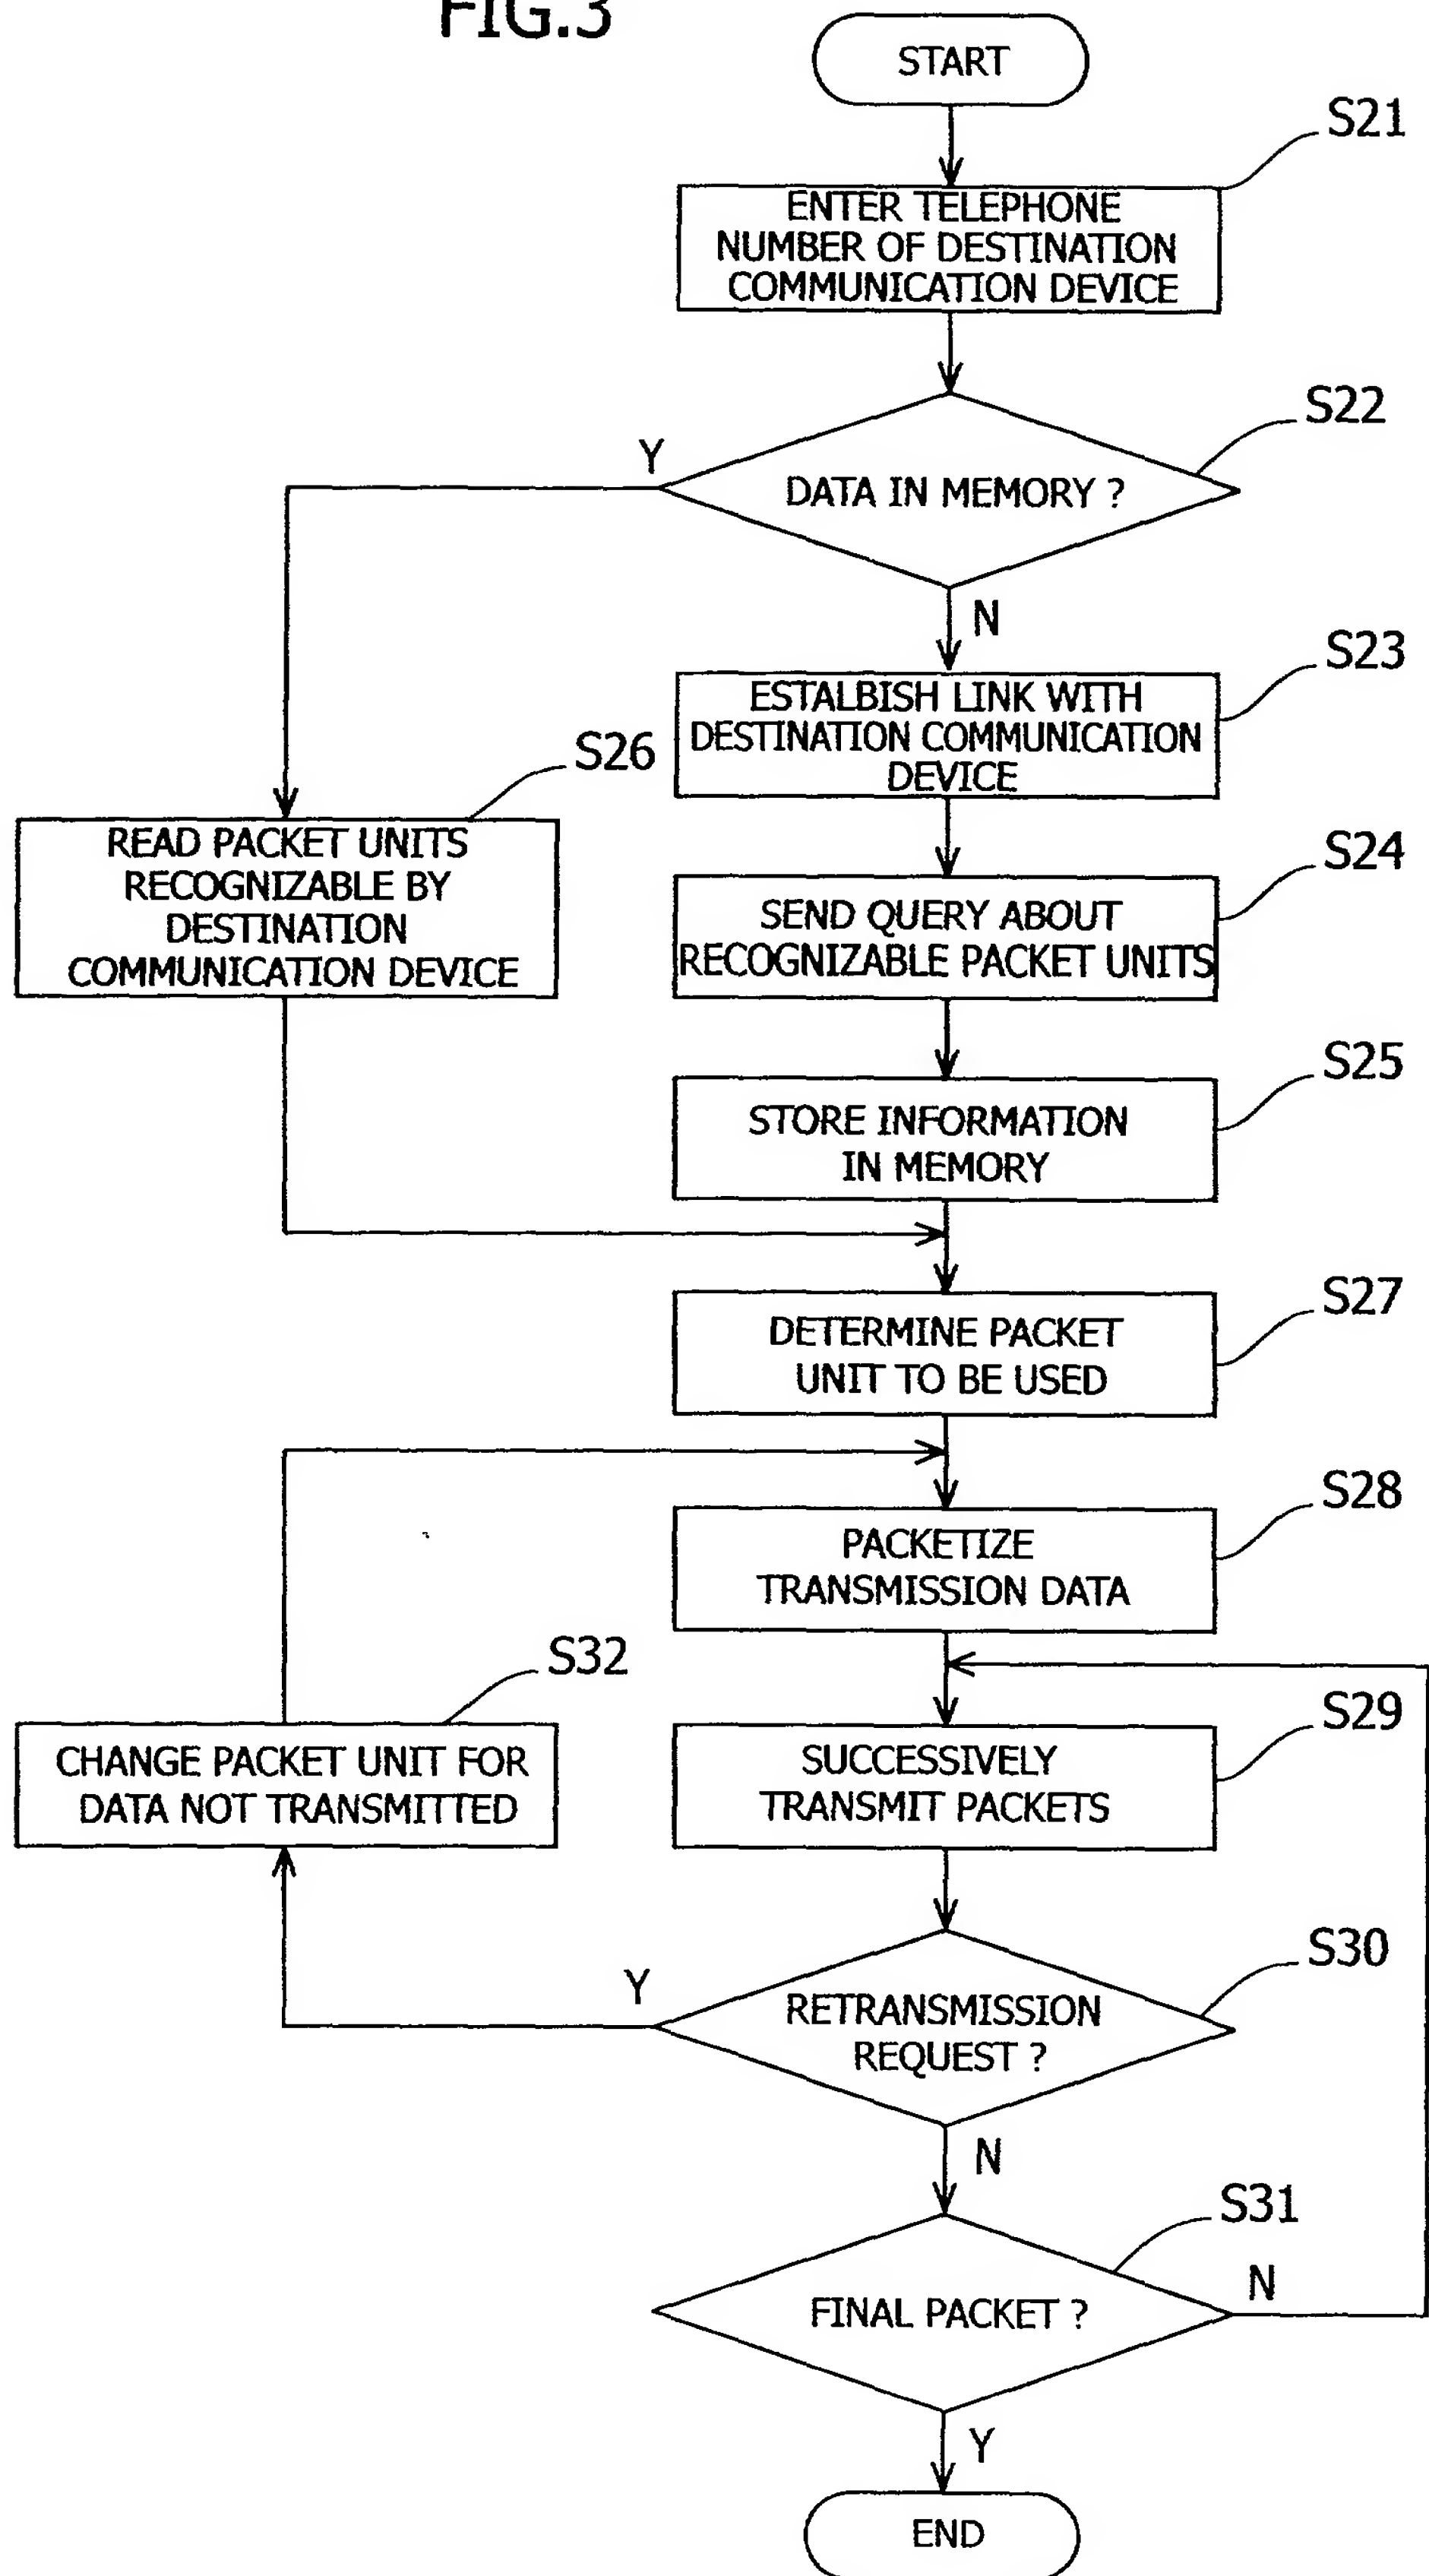 FIG.3
START
S21
ENTER TELEPHONE
NUMBER OF DESTINATION
COMMUNICATION DEVICE
S22
Y
DATA IN MEMORY ?
N
S23
ESTALBISH LINK WITH
DESTINATION COMMUNICATION
DEVICE
S26
READ PACKET UNITS
RECOGNIZABLE BY
DESTINATION
COMMUNICATION DEVICE
S24
SEND QUERY ABOUT
RECOGNIZABLE PACKET UNITS
S25
STORE INFORMATION
IN MEMORY
S27
DETERMINE PACKET
UNIT TO BE USED
S28
PACKETIZE
TRANSMISSION DATA
S32
CHANGE PACKET UNIT FOR
DATA NOT TRANSMITTED
S29
SUCCESSIVELY
TRANSMIT PACKETS
S30
Y
RETRANSMISSION
REQUEST ?
N
S31
FINAL PACKET ?
N
Y
END